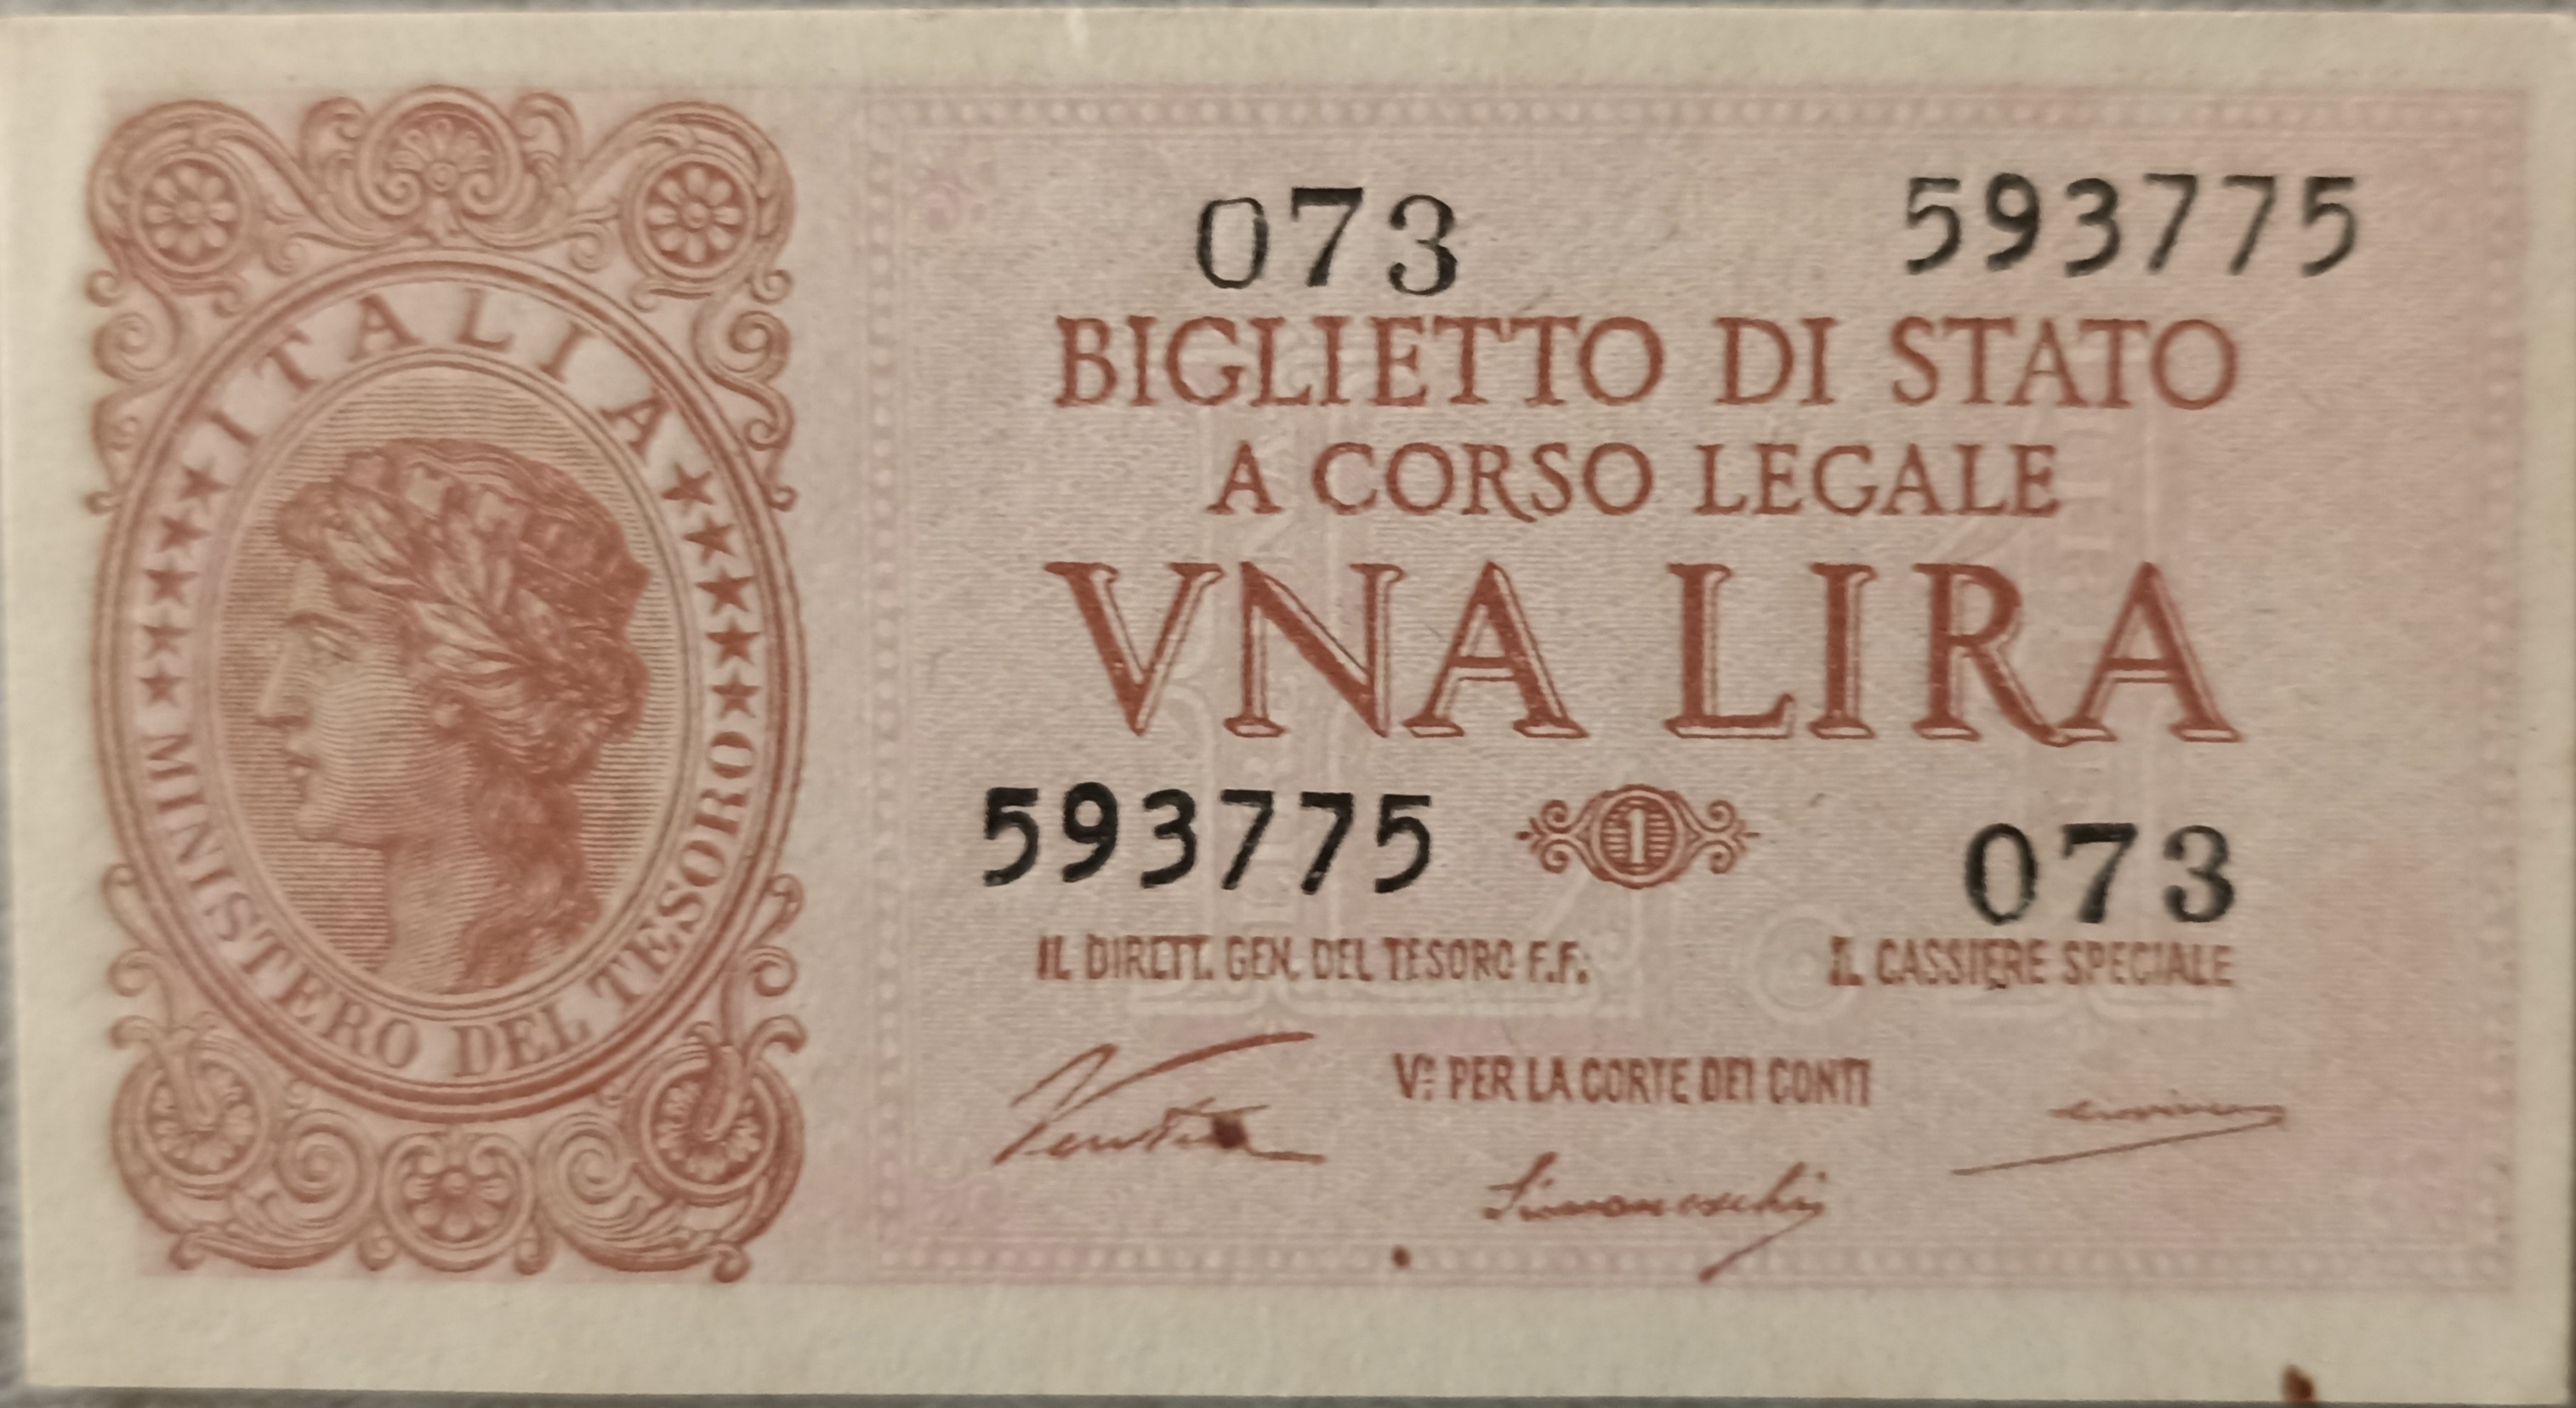 ITALIA
MINISTERO DEL TESORO
073 593775
BIGLIETTO DI STATO
A CORSO LEGALE
VNA LIRA
593775 1 073
IL DIRETT. GEN. DEL TESORO F.F.: IL CASSIERE SPECIALE
Vº PER LA CORTE DEI CONTI